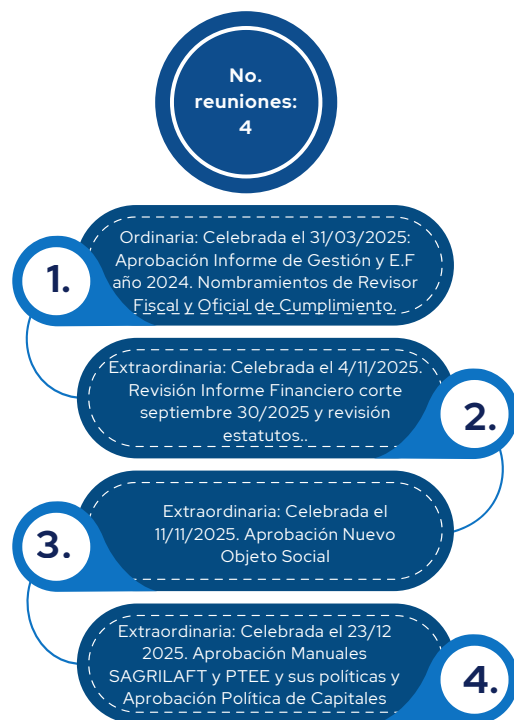 No.
reuniones:
4
Ordinaria: Celebrada el 31/03/2025:
Aprobación Informe de Gestión y E.F
año 2024. Nombramientos de Revisor
Fiscal y Oficial de Cumplimiento.
1.
Extraordinaria: Celebrada el 4/11/2025.
Revisión Informe Financiero corte
septiembre 30/2025 y revisión
estatutos..
2.
Extraordinaria: Celebrada el
11/11/2025. Aprobación Nuevo
Objeto Social
3.
Extraordinaria: Celebrada el 23/12
2025. Aprobación Manuales
SAGRILAFT y PTEE y sus políticas y
Aprobación Política de Capitales
4.